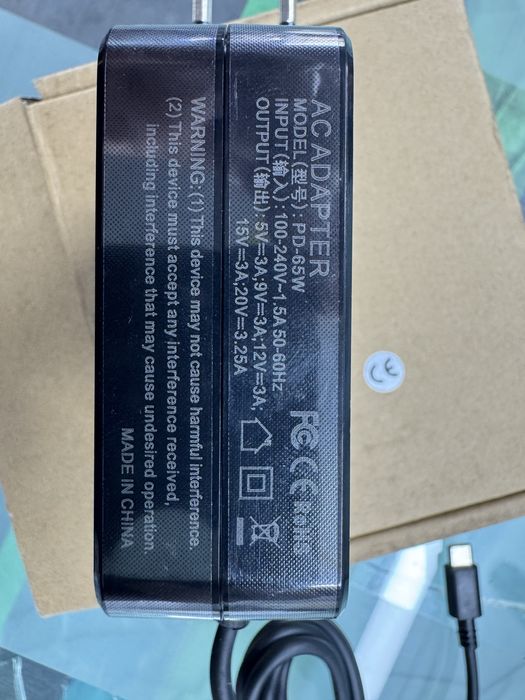 AC ADAPTER
MODEL(型号): PD-65W
INPUT(输入): 100-240V~1.5A 50-60Hz
OUTPUT(输出): 5V⎓3A;9V⎓3A;12V⎓3A;
15V⎓3A;20V⎓3.25A
FC CE RoHS
WARNING: (1) This device may not cause harmful interference.
(2) This device must accept any interference received,
including interference that may cause undesired operation.
MADE IN CHINA
CE